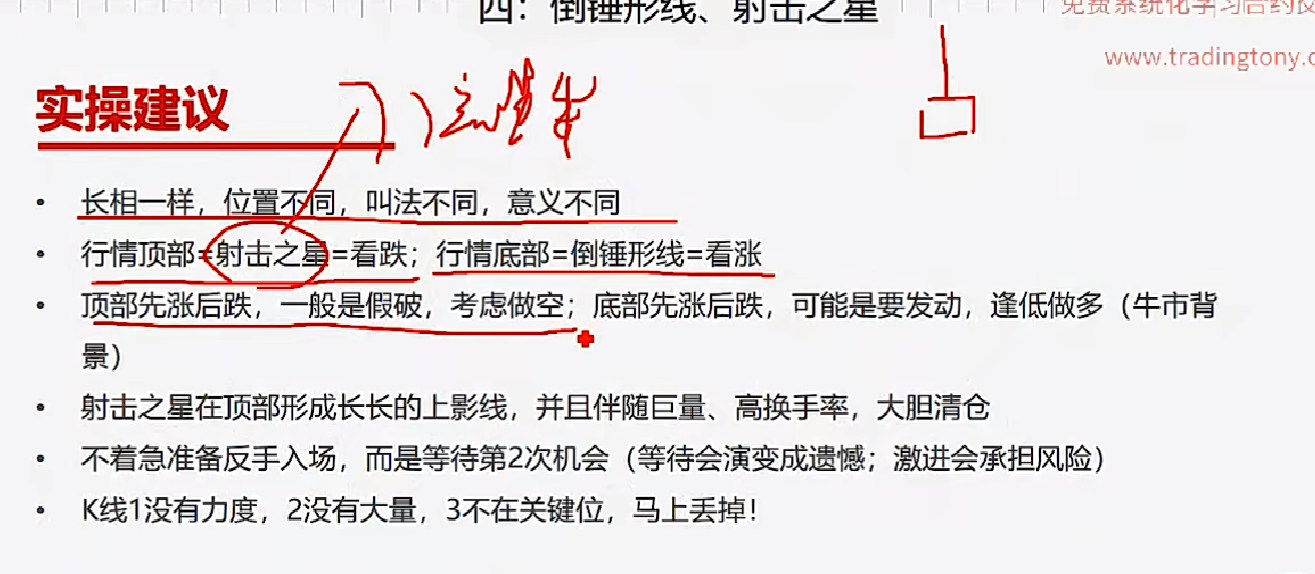 四：倒锤形线、射击之星
免费系统化学习合约技
www.tradingtony.c
实操建议
• 长相一样，位置不同，叫法不同，意义不同
• 行情顶部=射击之星=看跌；行情底部=倒锤形线=看涨
• 顶部先涨后跌，一般是假破，考虑做空；底部先涨后跌，可能是要发动，逢低做多（牛市背
景）
• 射击之星在顶部形成长长的上影线，并且伴随巨量、高换手率，大胆清仓
• 不着急准备反手入场，而是等待第2次机会（等待会演变成遗憾；激进会承担风险）
• K线1没有力度，2没有大量，3不在关键位，马上丢掉！